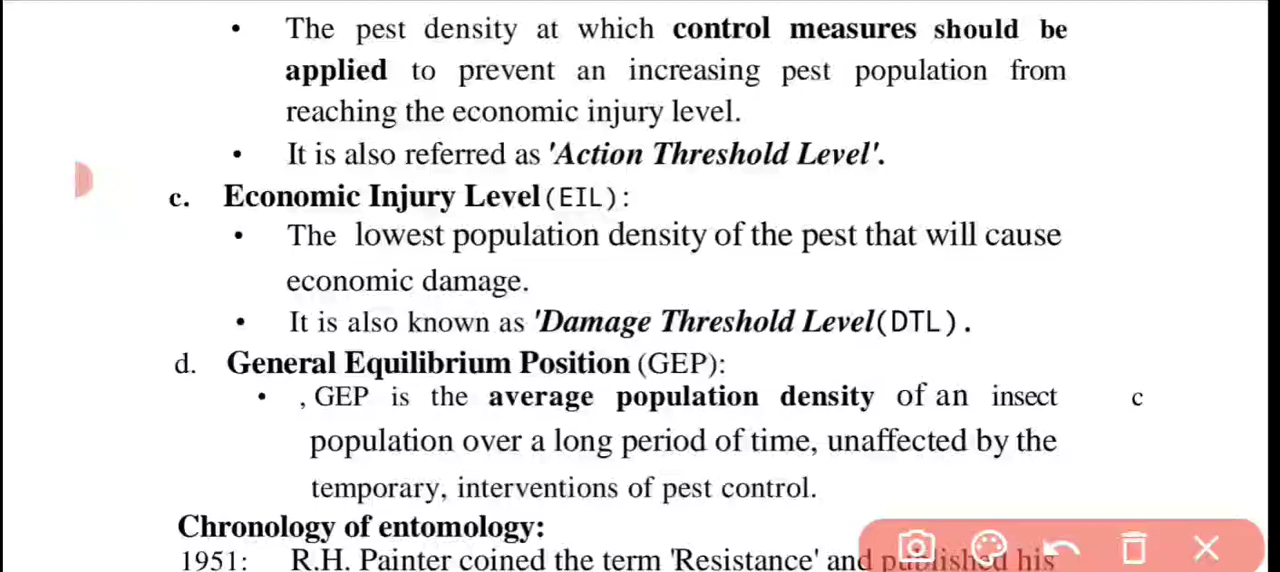 • The pest density at which control measures should be
applied to prevent an increasing pest population from
reaching the economic injury level.
• It is also referred as 'Action Threshold Level'.
c. Economic Injury Level (EIL):
• The lowest population density of the pest that will cause
economic damage.
• It is also known as 'Damage Threshold Level(DTL).
d. General Equilibrium Position (GEP):
• , GEP is the average population density of an insect c
population over a long period of time, unaffected by the
temporary, interventions of pest control.
Chronology of entomology:
1951: R.H. Painter coined the term 'Resistance' and published his